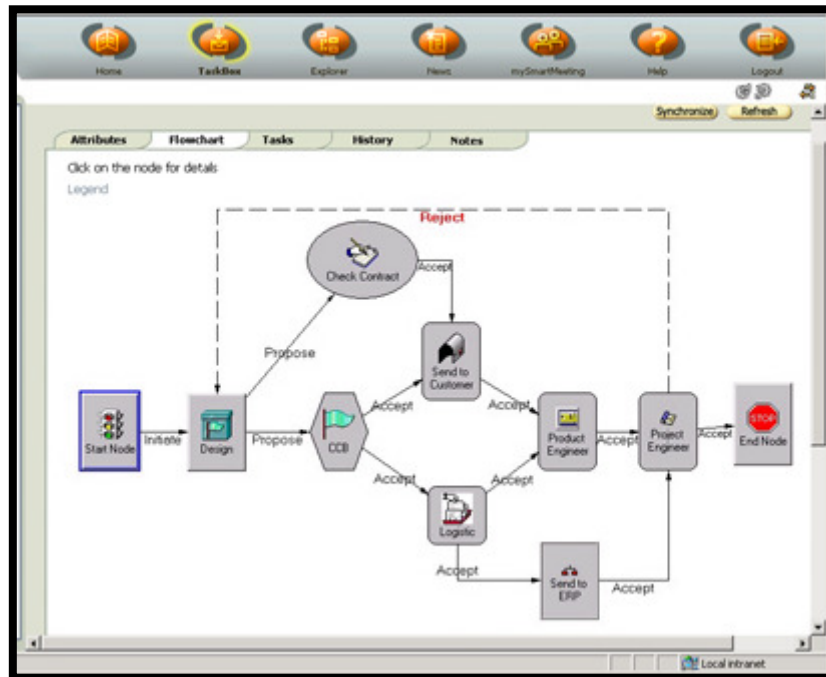 Home TaskBox Explorer News mySmartMeeting Help Logout
Synchronize Refresh
Attributes Flowchart Tasks History Notes
Click on the node for details
Legend
Reject
Check Contract
Accept
Propose
Send to
Customer
Start Node
Initiate
Design
Propose
CCB
Accept
Accept
Accept
Product
Engineer
Accept
Project
Engineer
Accept
STOP
End Node
Accept
Logistic
Accept
Send to
ERP
Accept
Local intranet